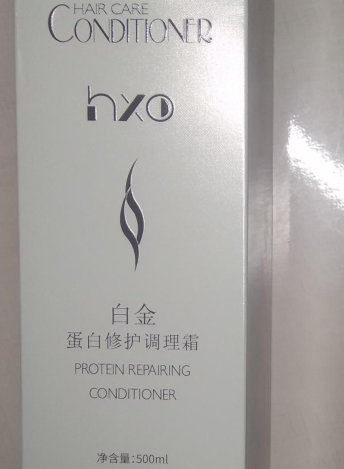 HAIR CARE
CONDITIONER
hxo
白金
蛋白修护调理霜
PROTEIN REPAIRING
CONDITIONER
净含量:500ml